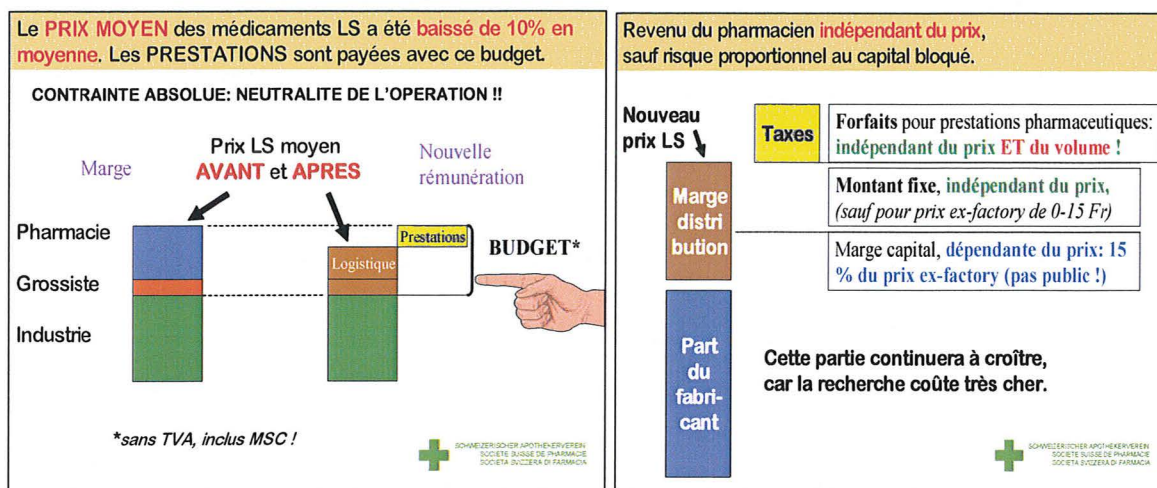 Le PRIX MOYEN des médicaments LS a été baissé de 10% en
moyenne. Les PRESTATIONS sont payées avec ce budget.
CONTRAINTE ABSOLUE: NEUTRALITE DE L'OPERATION !!
Prix LS moyen
AVANT et APRES
Marge
Nouvelle
rémunération
Pharmacie
Grossiste
Industrie
Prestations
Logistique
BUDGET*
*sans TVA, inclus MSC !
SCHWEIZERISCHER APOTHEKERVEREIN
SOCIETE SUISSE DE PHARMACIE
SOCIETA SVIZZERA DI FARMACIA
Revenu du pharmacien indépendant du prix,
sauf risque proportionnel au capital bloqué.
Nouveau
prix LS
Taxes
Forfaits pour prestations pharmaceutiques:
indépendant du prix ET du volume !
Marge
distri
bution
Montant fixe, indépendant du prix,
(sauf pour prix ex-factory de 0-15 Fr)
Marge capital, dépendante du prix: 15
% du prix ex-factory (pas public !)
Part
du
fabri-
cant
Cette partie continuera à croître,
car la recherche coûte très cher.
SCHWEIZERISCHER APOTHEKERVEREIN
SOCIETE SUISSE DE PHARMACIE
SOCIETA SVIZZERA DI FARMACIA